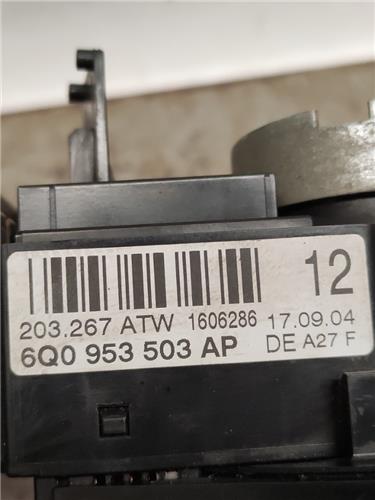 12
203.267 ATW 1606286 17.09.04
6Q0 953 503 AP DE A27 F